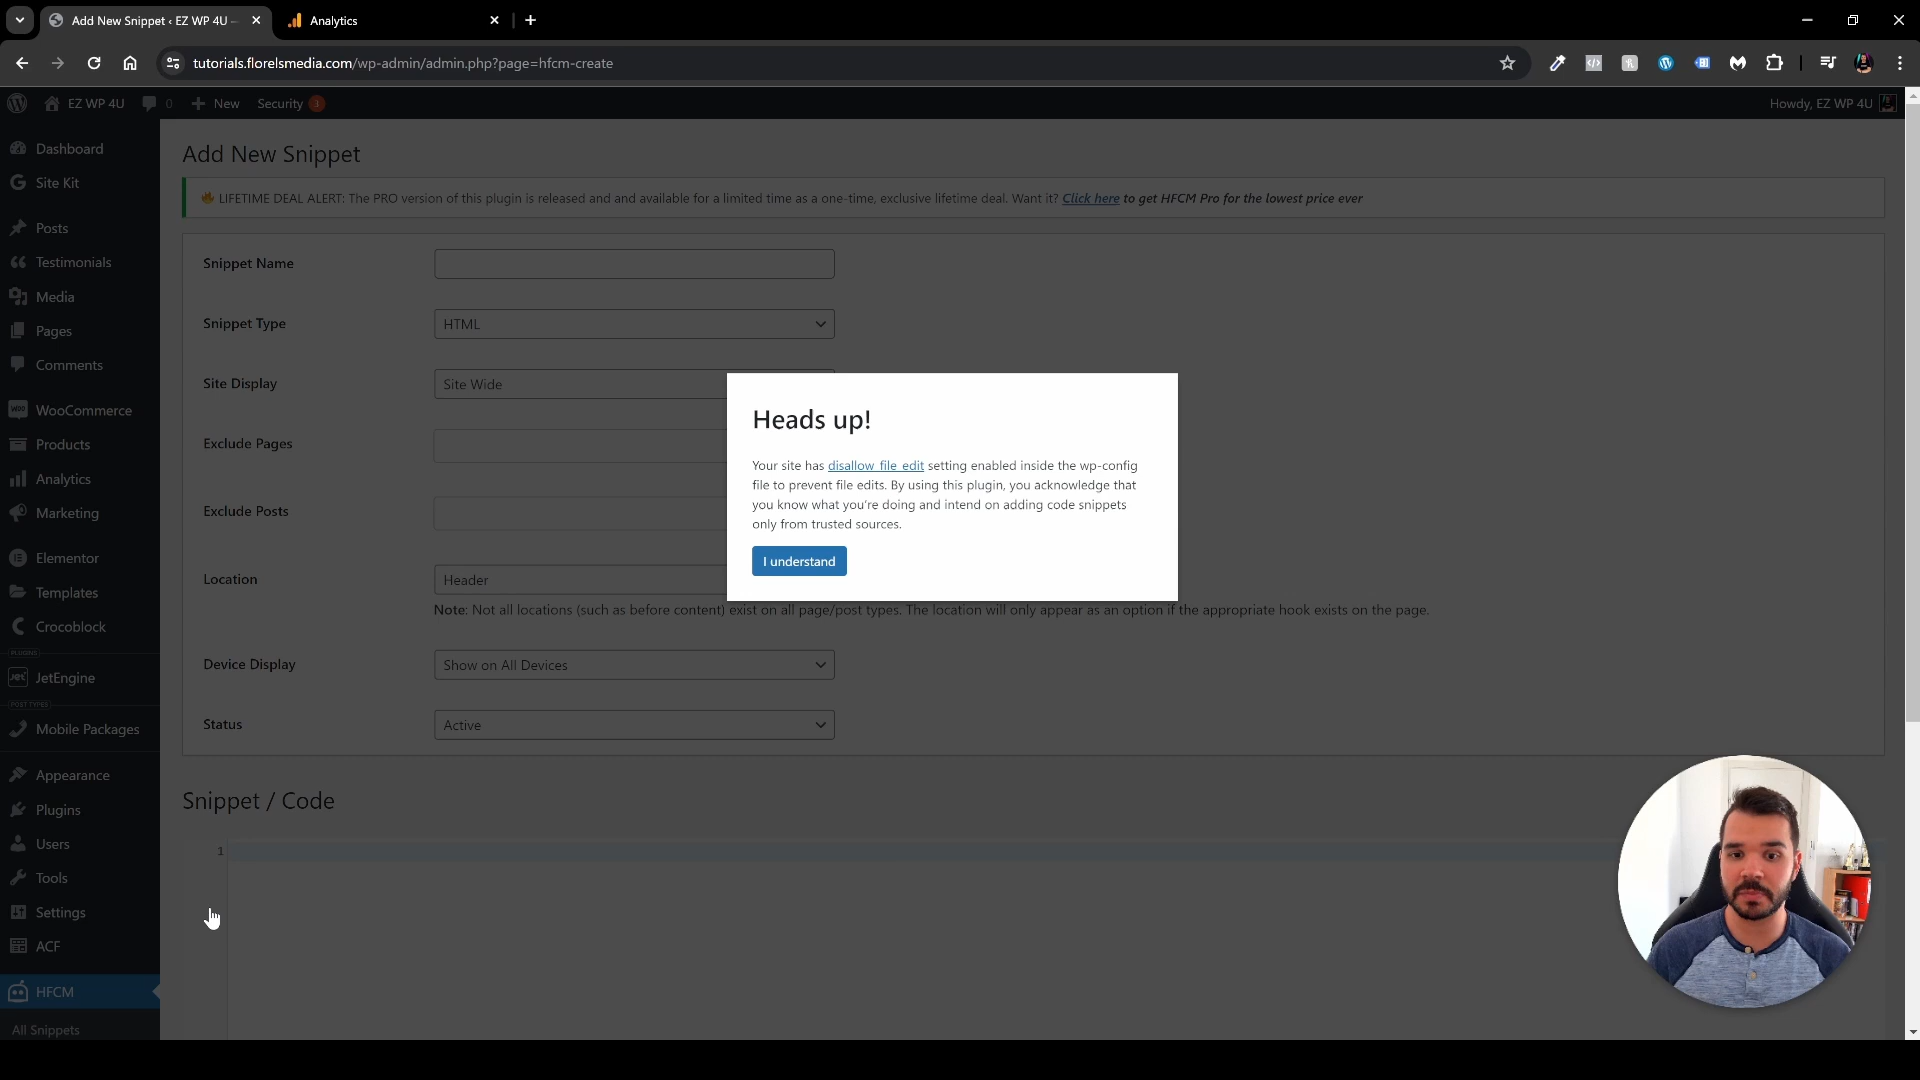 Add New Snippet ‹ EZ WP 4U —
Analytics
tutorials.florelsmedia.com/wp-admin/admin.php?page=hfcm-create
EZ WP 4U
0
New
Security 3
Howdy, EZ WP 4U
Dashboard
Site Kit
Posts
Testimonials
Media
Pages
Comments
WooCommerce
Products
Analytics
Marketing
Elementor
Templates
Crocoblock
PLUGINS
JetEngine
POST TYPES
Mobile Packages
Appearance
Plugins
Users
Tools
Settings
ACF
HFCM
All Snippets
Add New Snippet
LIFETIME DEAL ALERT: The PRO version of this plugin is released and and available for a limited time as a one-time, exclusive lifetime deal. Want it? Click here to get HFCM Pro for the lowest price ever
Snippet Name
Snippet Type
HTML
Site Display
Site Wide
Exclude Pages
Exclude Posts
Location
Header
Note: Not all locations (such as before content) exist on all page/post types. The location will only appear as an option if the appropriate hook exists on the page.
Device Display
Show on All Devices
Status
Active
Snippet / Code
1
Heads up!
Your site has disallow_file_edit setting enabled inside the wp-config
file to prevent file edits. By using this plugin, you acknowledge that
you know what you're doing and intend on adding code snippets
only from trusted sources.
I understand